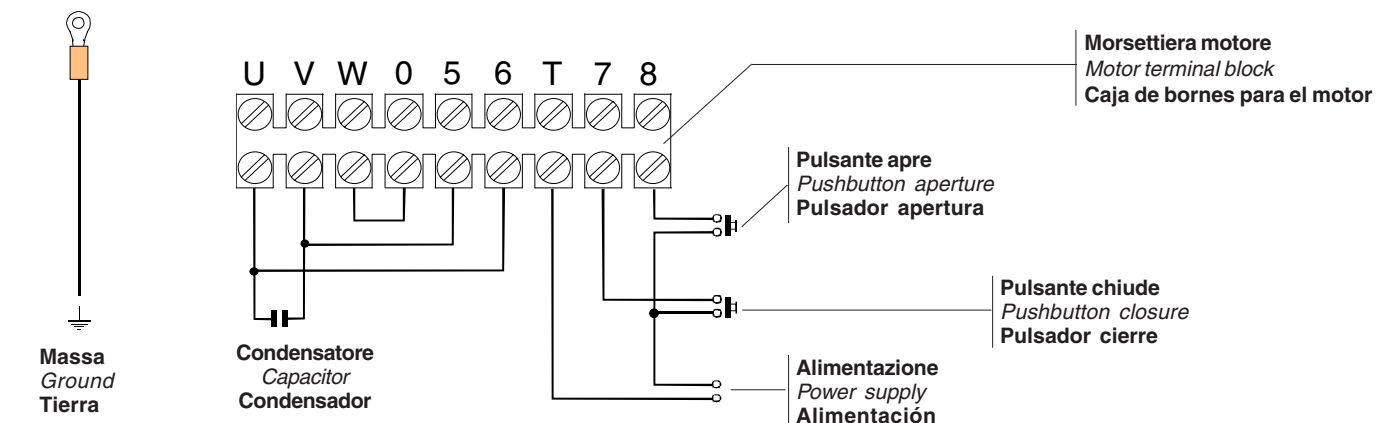 U V W 0 5 6 T 7 8
Morsettiera motore
Motor terminal block
Caja de bornes para el motor
Pulsante apre
Pushbutton aperture
Pulsador apertura
Pulsante chiude
Pushbutton closure
Pulsador cierre
Massa
Ground
Tierra
Condensatore
Capacitor
Condensador
Alimentazione
Power supply
Alimentación